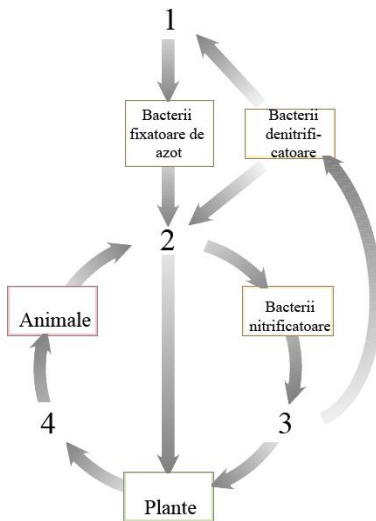 1
Bacterii
fixatoare de
azot
Bacterii
denitrifi-
catoare
2
Animale
Bacterii
nitrificatoare
4
3
Plante